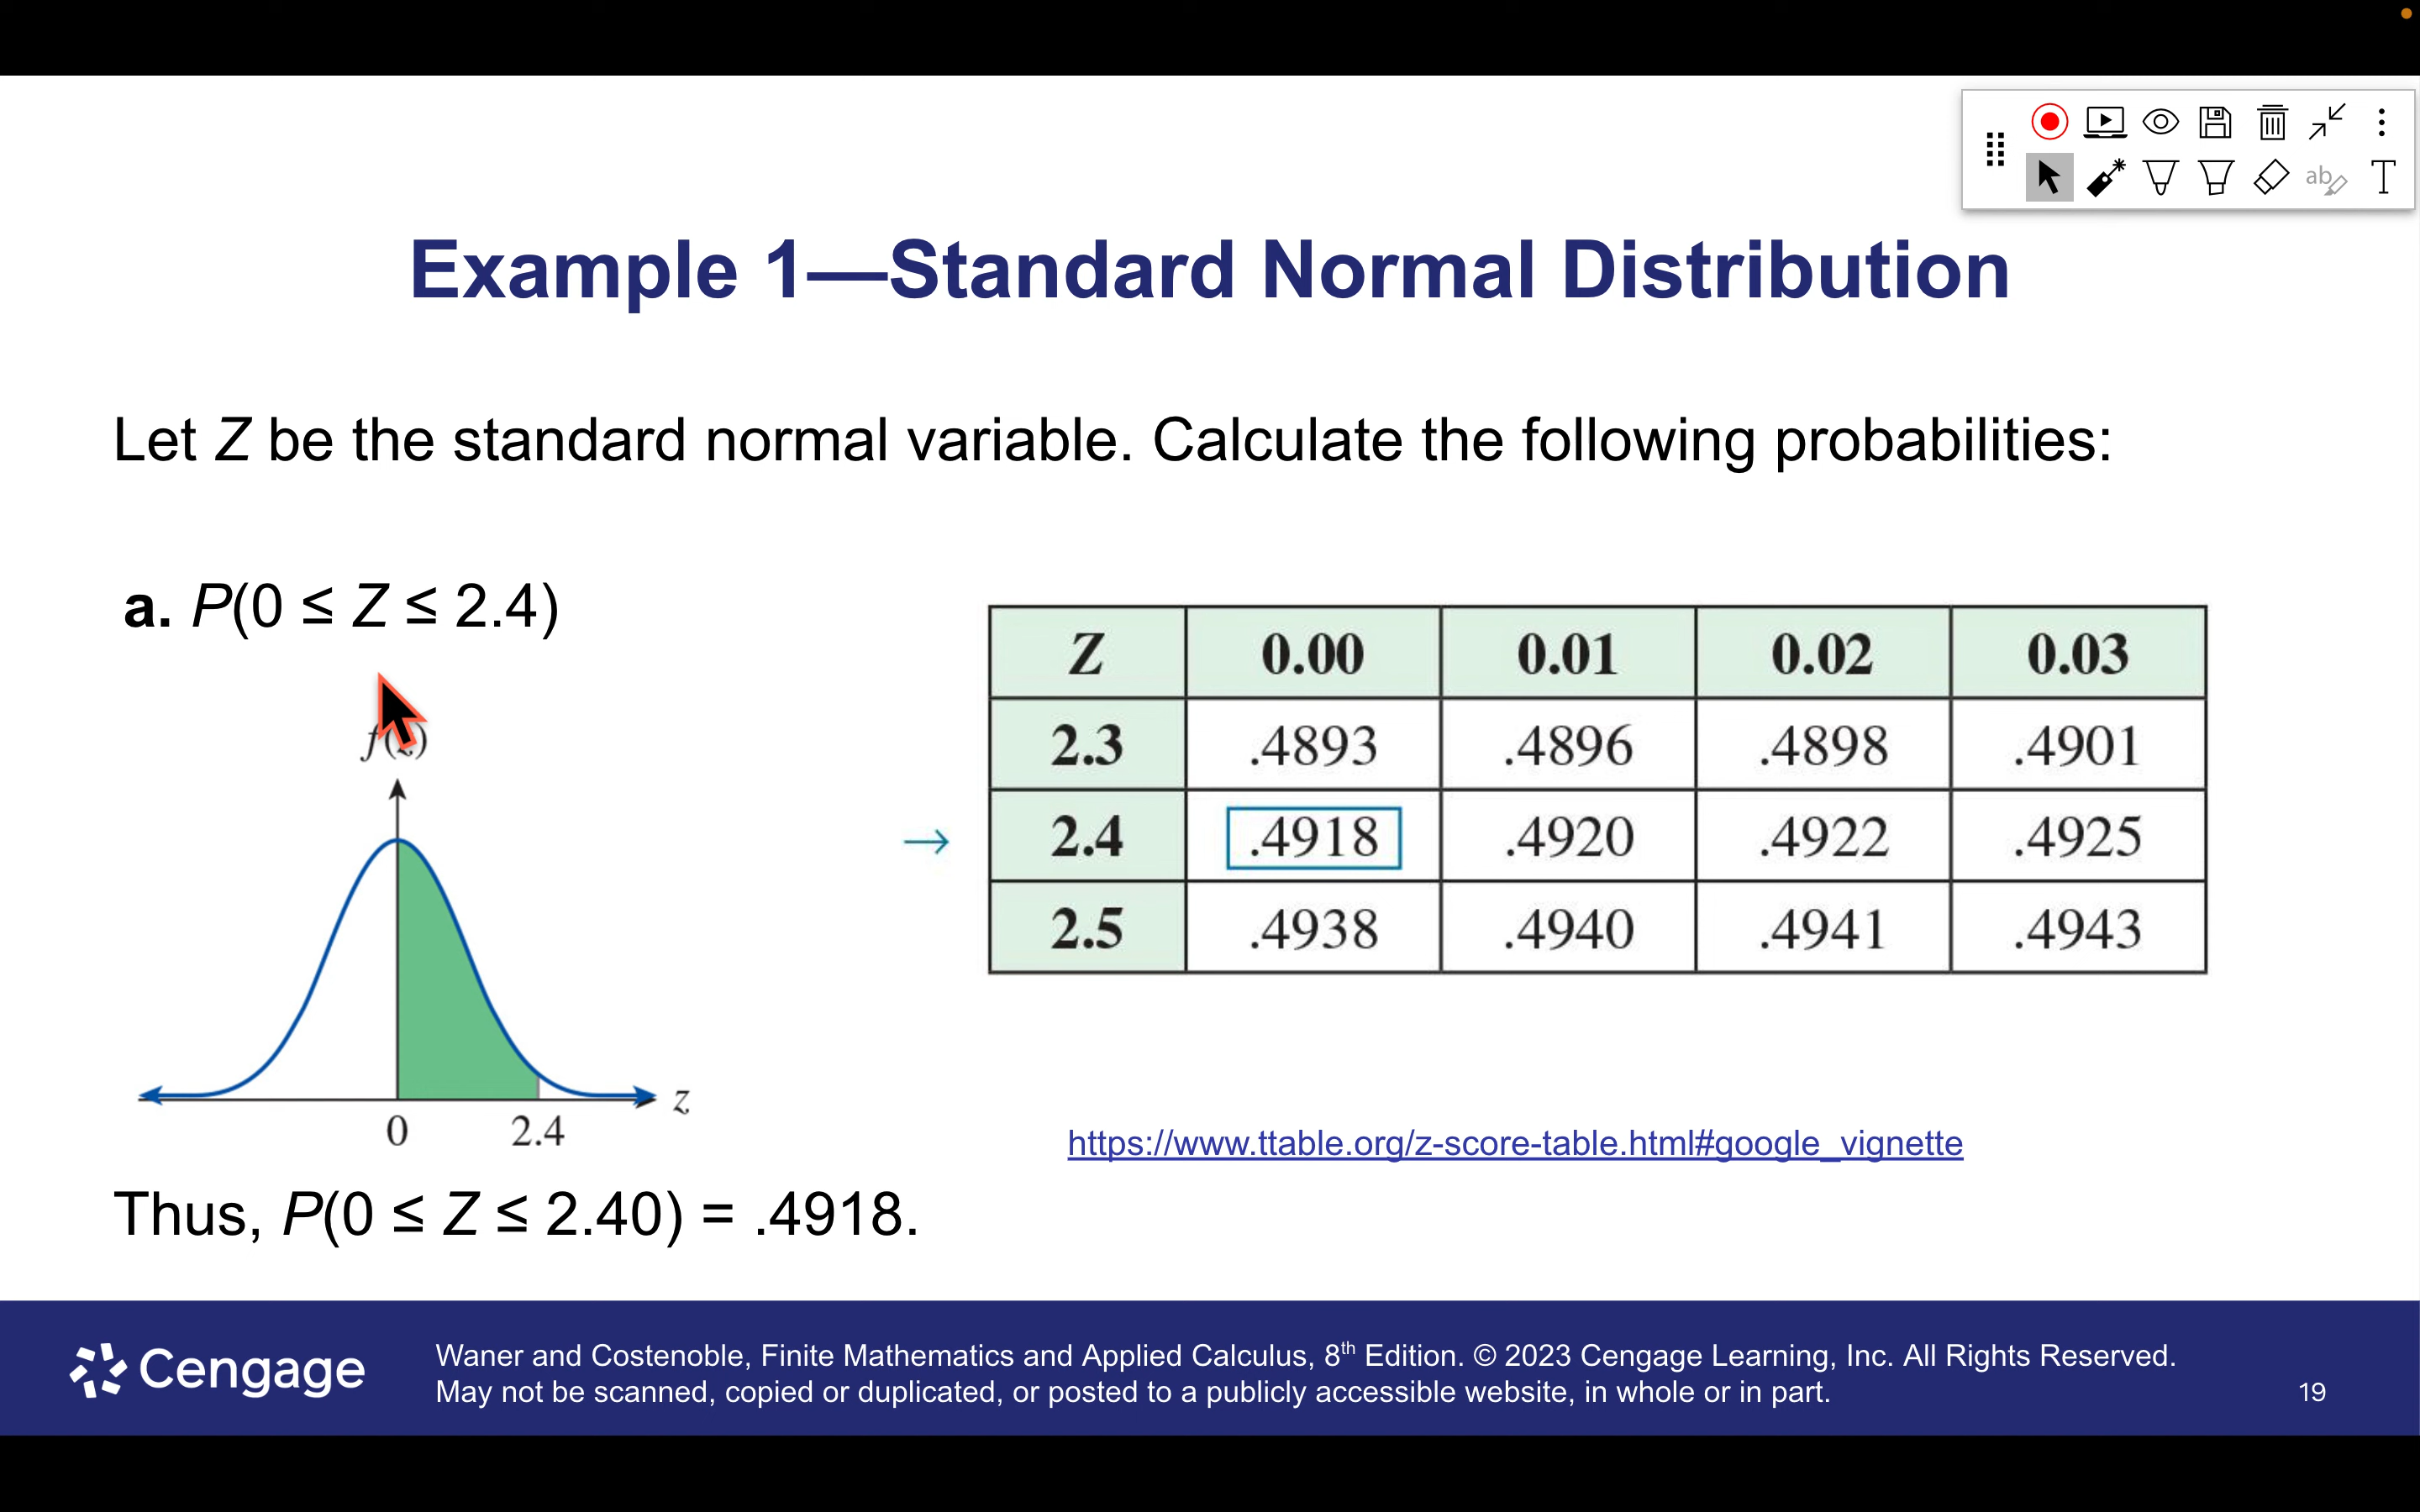 Example 1—Standard Normal Distribution
Let Z be the standard normal variable. Calculate the following probabilities:
a. P(0 ≤ Z ≤ 2.4)
f(z)
0 2.4 z
Z 0.00 0.01 0.02 0.03
2.3 .4893 .4896 .4898 .4901
→ 2.4 .4918 .4920 .4922 .4925
2.5 .4938 .4940 .4941 .4943
https://www.ttable.org/z-score-table.html#google_vignette
Thus, P(0 ≤ Z ≤ 2.40) = .4918.
Cengage
Waner and Costenoble, Finite Mathematics and Applied Calculus, 8th Edition. © 2023 Cengage Learning, Inc. All Rights Reserved.
May not be scanned, copied or duplicated, or posted to a publicly accessible website, in whole or in part.
19
ab
T